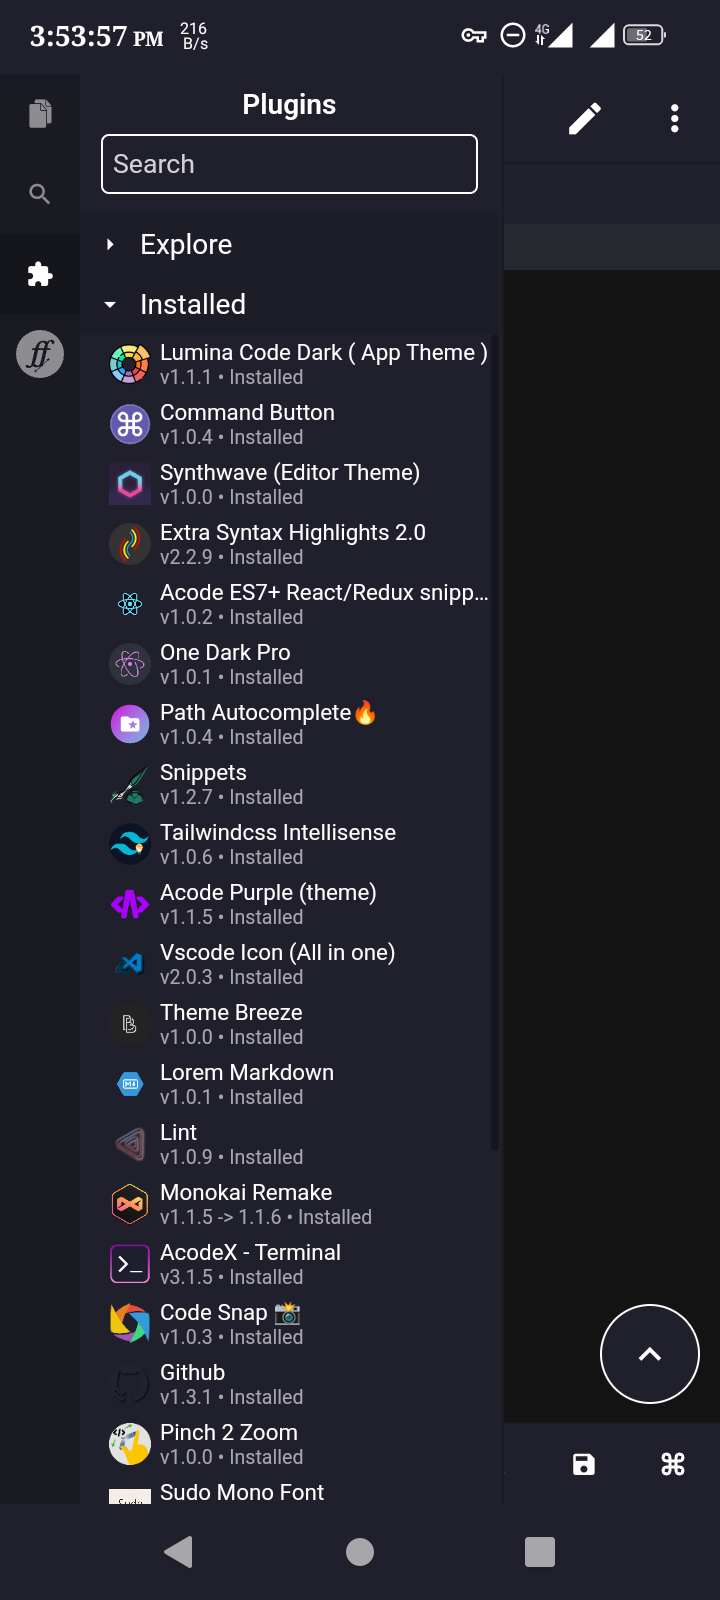 3:53:57 PM
216
B/s
4G
52
Plugins
Search
Explore
Installed
Lumina Code Dark ( App Theme )
v1.1.1 • Installed
Command Button
v1.0.4 • Installed
Synthwave (Editor Theme)
v1.0.0 • Installed
Extra Syntax Highlights 2.0
v2.2.9 • Installed
Acode ES7+ React/Redux snipp...
v1.0.2 • Installed
One Dark Pro
v1.0.1 • Installed
Path Autocomplete🔥
v1.0.4 • Installed
Snippets
v1.2.7 • Installed
Tailwindcss Intellisense
v1.0.6 • Installed
Acode Purple (theme)
v1.1.5 • Installed
Vscode Icon (All in one)
v2.0.3 • Installed
Theme Breeze
v1.0.0 • Installed
Lorem Markdown
v1.0.1 • Installed
Lint
v1.0.9 • Installed
Monokai Remake
v1.1.5 -> 1.1.6 • Installed
AcodeX - Terminal
v3.1.5 • Installed
Code Snap 📸
v1.0.3 • Installed
Github
v1.3.1 • Installed
Pinch 2 Zoom
v1.0.0 • Installed
Sudo Mono Font